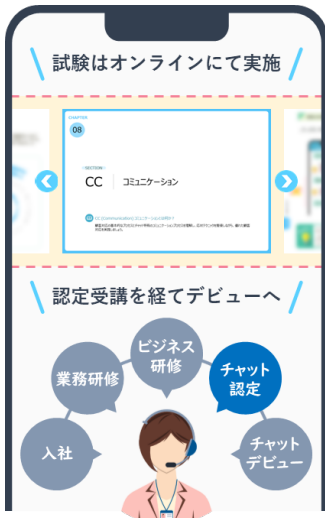 試験はオンラインにて実施
CHAPTER
08
SECTION
CC コミュニケーション
認定受講を経てデビューへ
ビジネス
研修
業務研修
チャット
認定
入社
チャット
デビュー